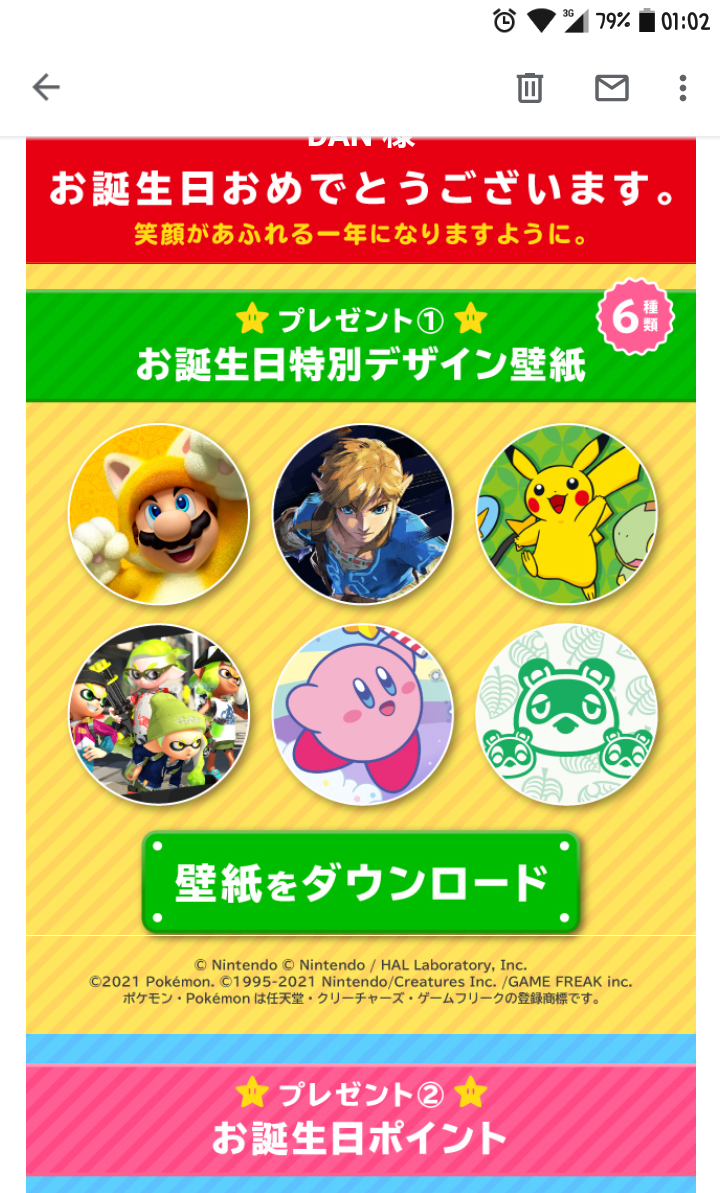 3G 79% 01:02
DAN 様
お誕生日おめでとうございます。
笑顔があふれる一年になりますように。
プレゼント①
6種類
お誕生日特別デザイン壁紙
壁紙をダウンロード
© Nintendo © Nintendo / HAL Laboratory, Inc.
©2021 Pokémon. ©1995-2021 Nintendo/Creatures Inc. /GAME FREAK inc.
ポケモン・Pokémonは任天堂・クリーチャーズ・ゲームフリークの登録商標です。
プレゼント②
お誕生日ポイント